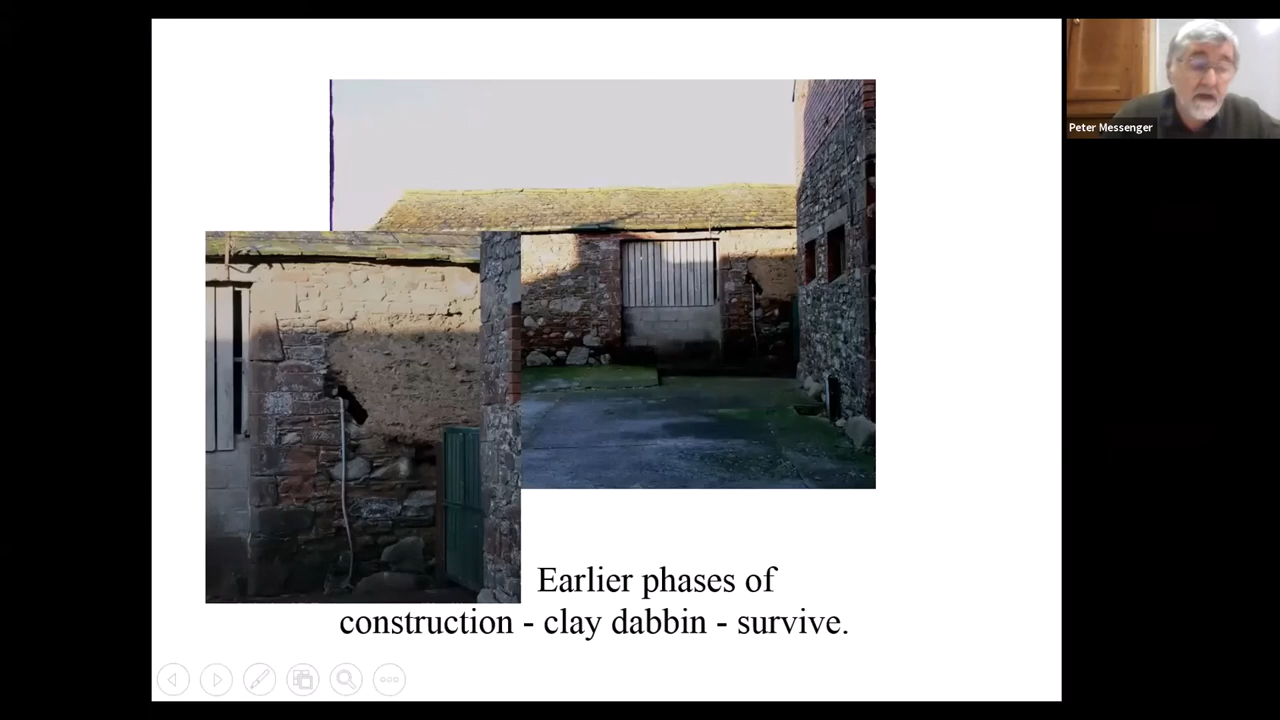 Peter Messenger
Earlier phases of
construction - clay dabbin - survive.